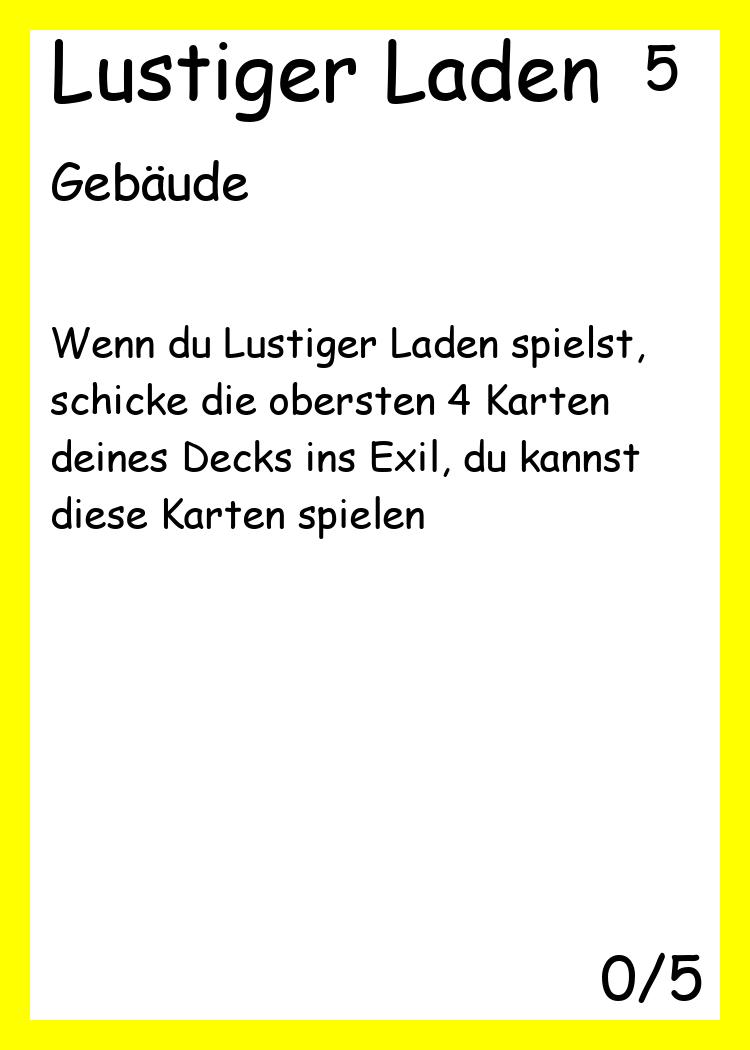 Lustiger Laden 5
Gebäude
Wenn du Lustiger Laden spielst,
schicke die obersten 4 Karten
deines Decks ins Exil, du kannst
diese Karten spielen
0/5